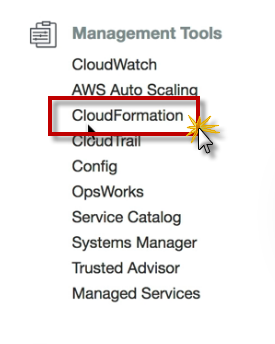 Management Tools
CloudWatch
AWS Auto Scaling
CloudFormation
CloudTrail
Config
OpsWorks
Service Catalog
Systems Manager
Trusted Advisor
Managed Services